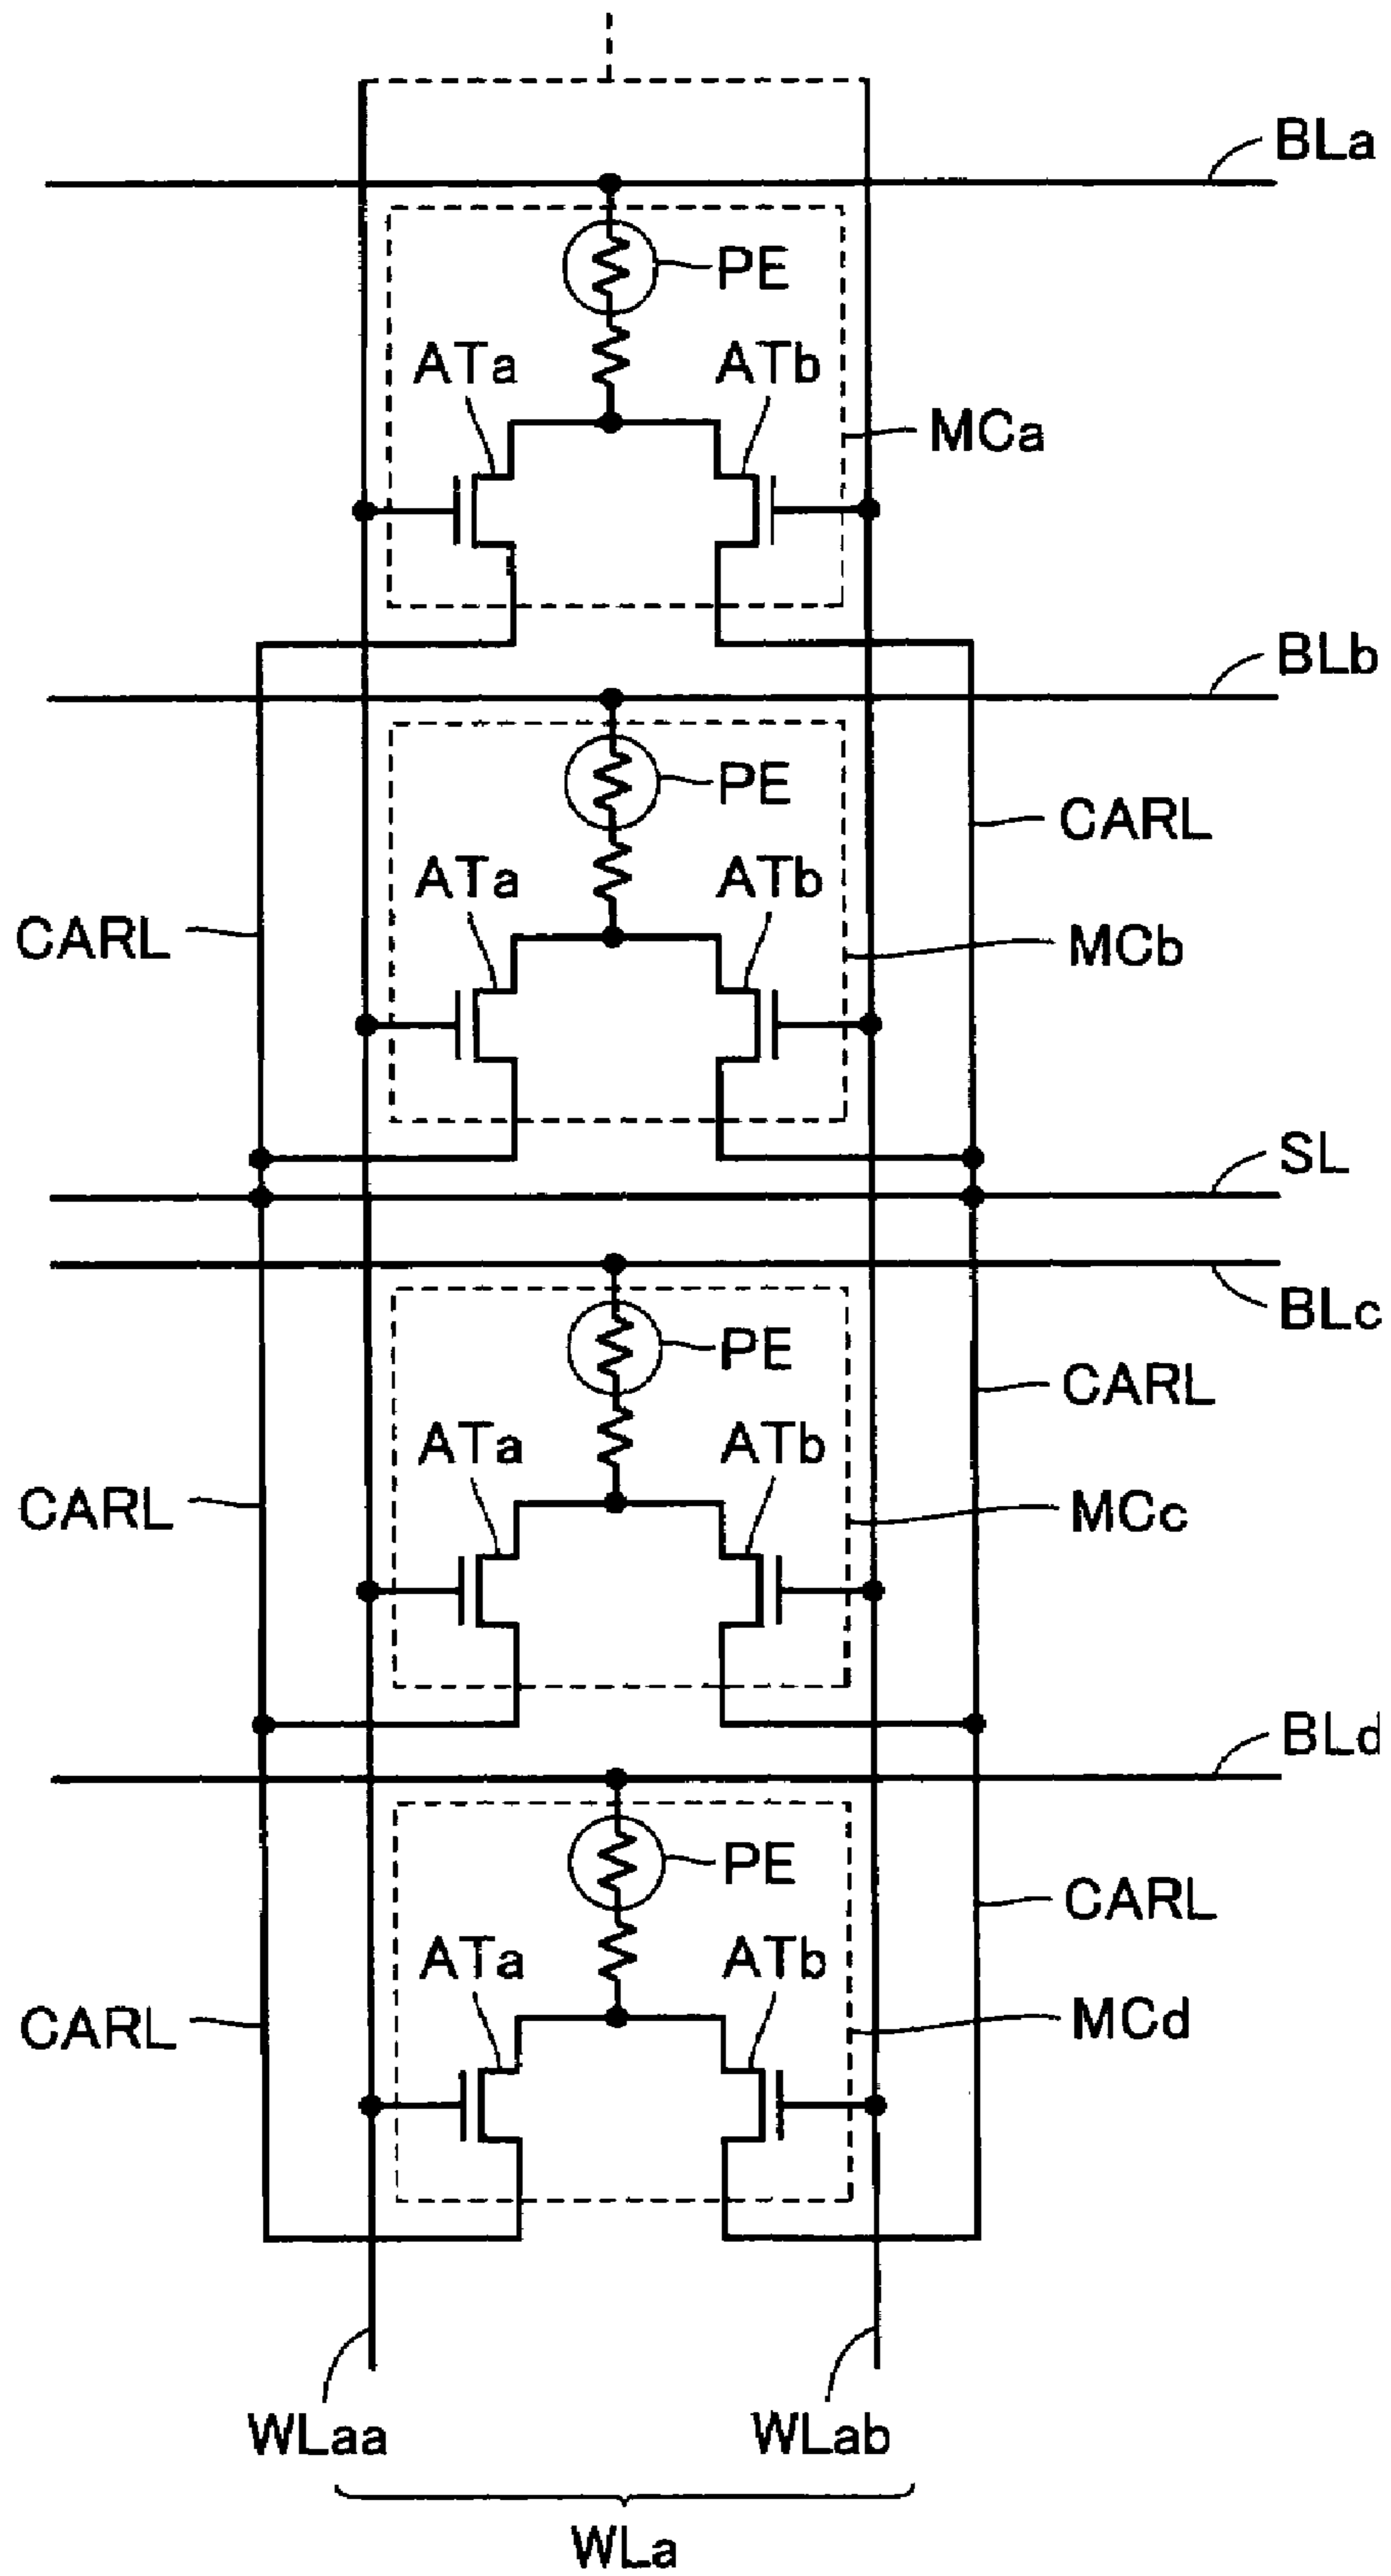 BLa
PE
ATa ATb
MCa
BLb
PE
CARL
ATa ATb
CARL
MCb
SL
BLc
PE
CARL
ATa ATb
CARL
MCc
BLd
PE
CARL
ATa ATb
CARL
MCd
WLaa WLab
WLa